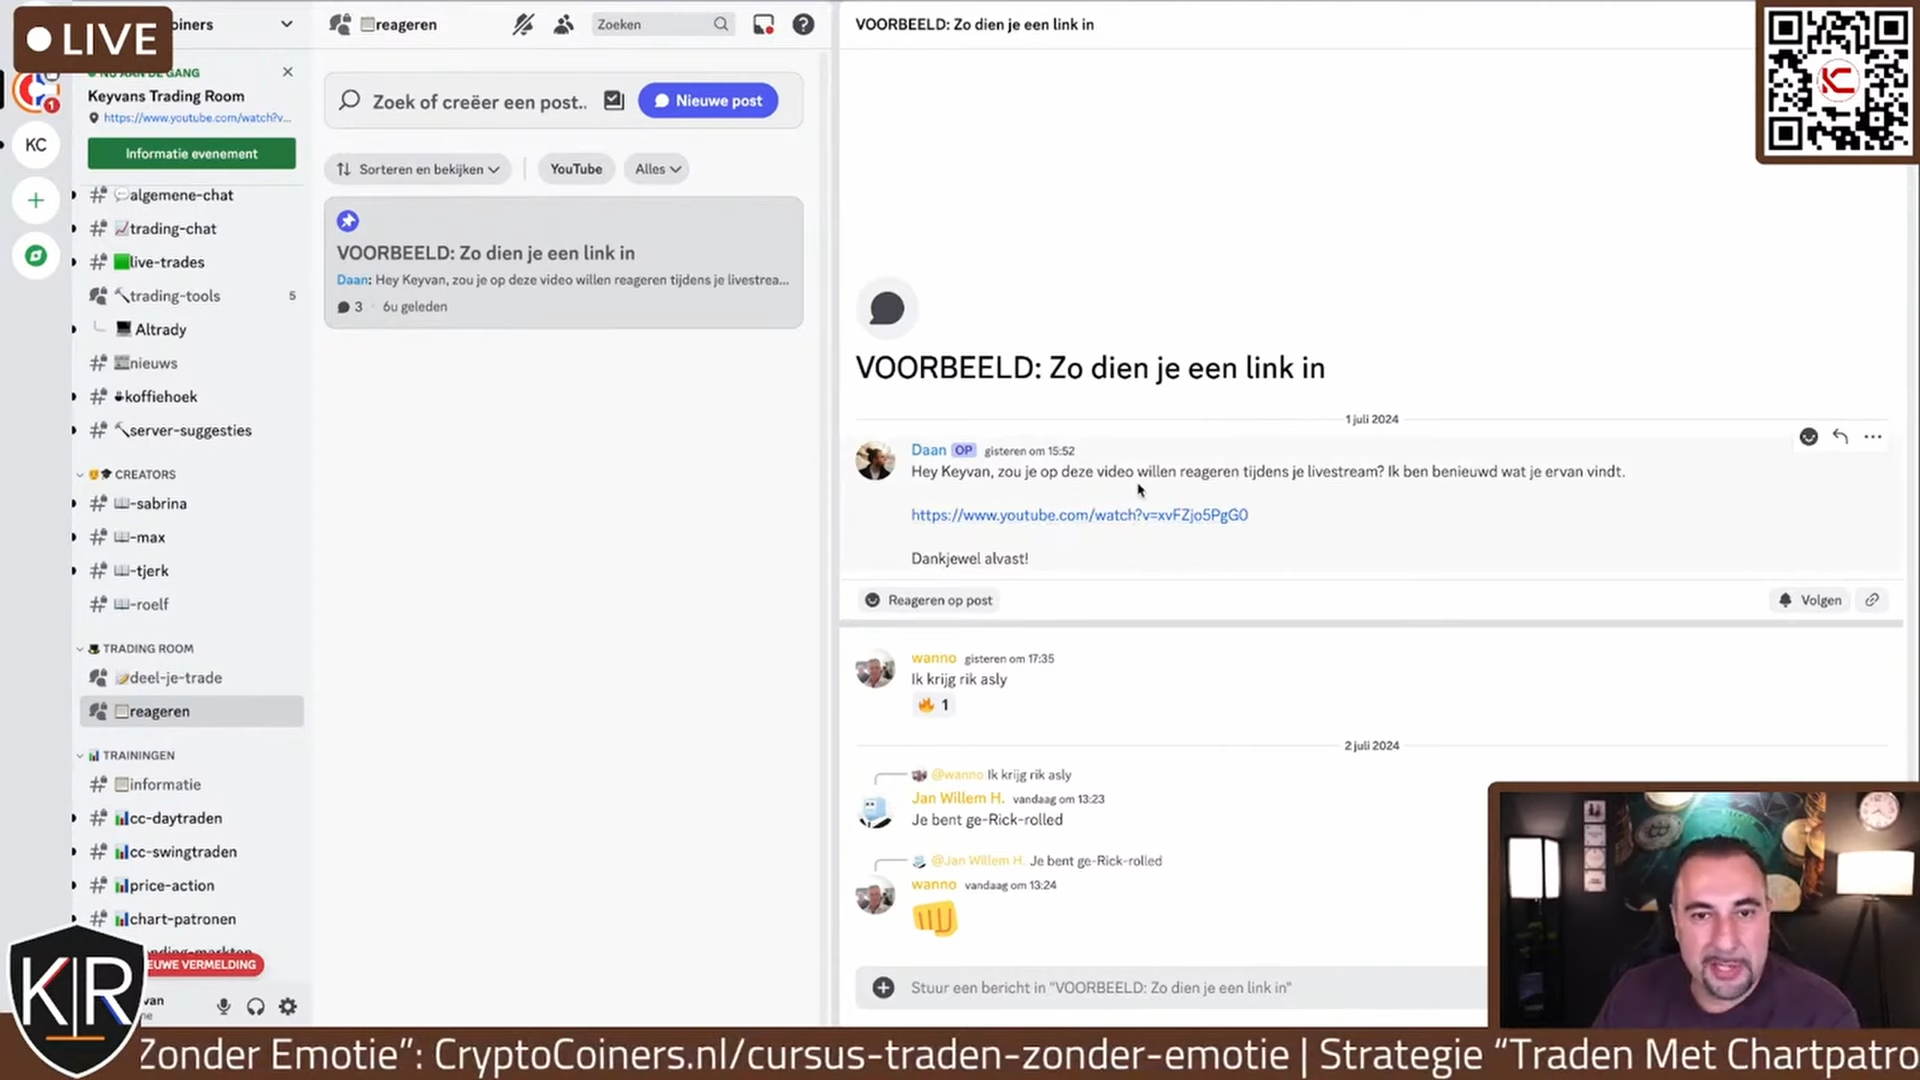 LIVE
oiners
NU AAN DE GANG
Keyvans Trading Room
https://www.youtube.com/watch?v...
Informatie evenement
1
KC
algemene-chat
trading-chat
live-trades
trading-tools 5
Altrady
nieuws
koffiehoek
server-suggesties
CREATORS
-sabrina
-max
-tjerk
-roelf
TRADING ROOM
deel-je-trade
reageren
TRAININGEN
informatie
cc-daytraden
cc-swingtraden
price-action
chart-patronen
EUWE VERMELDING
van
KR
reageren
Zoeken
Zoek of creëer een post..
Nieuwe post
Sorteren en bekijken
YouTube
Alles
VOORBEELD: Zo dien je een link in
Daan: Hey Keyvan, zou je op deze video willen reageren tijdens je livestrea...
3 · 6u geleden
VOORBEELD: Zo dien je een link in
KC
VOORBEELD: Zo dien je een link in
1 juli 2024
Daan OP gisteren om 15:52
Hey Keyvan, zou je op deze video willen reageren tijdens je livestream? Ik ben benieuwd wat je ervan vindt.
https://www.youtube.com/watch?v=xvFZjo5PgG0
Dankjewel alvast!
Reageren op post
Volgen
wanno gisteren om 17:35
Ik krijg rik asly
1
2 juli 2024
@wanno Ik krijg rik asly
Jan Willem H. vandaag om 13:23
Je bent ge-Rick-rolled
@Jan Willem H. Je bent ge-Rick-rolled
wanno vandaag om 13:24
Stuur een bericht in "VOORBEELD: Zo dien je een link in"
Zonder Emotie”: CryptoCoiners.nl/cursus-traden-zonder-emotie | Strategie “Traden Met Chartpatro